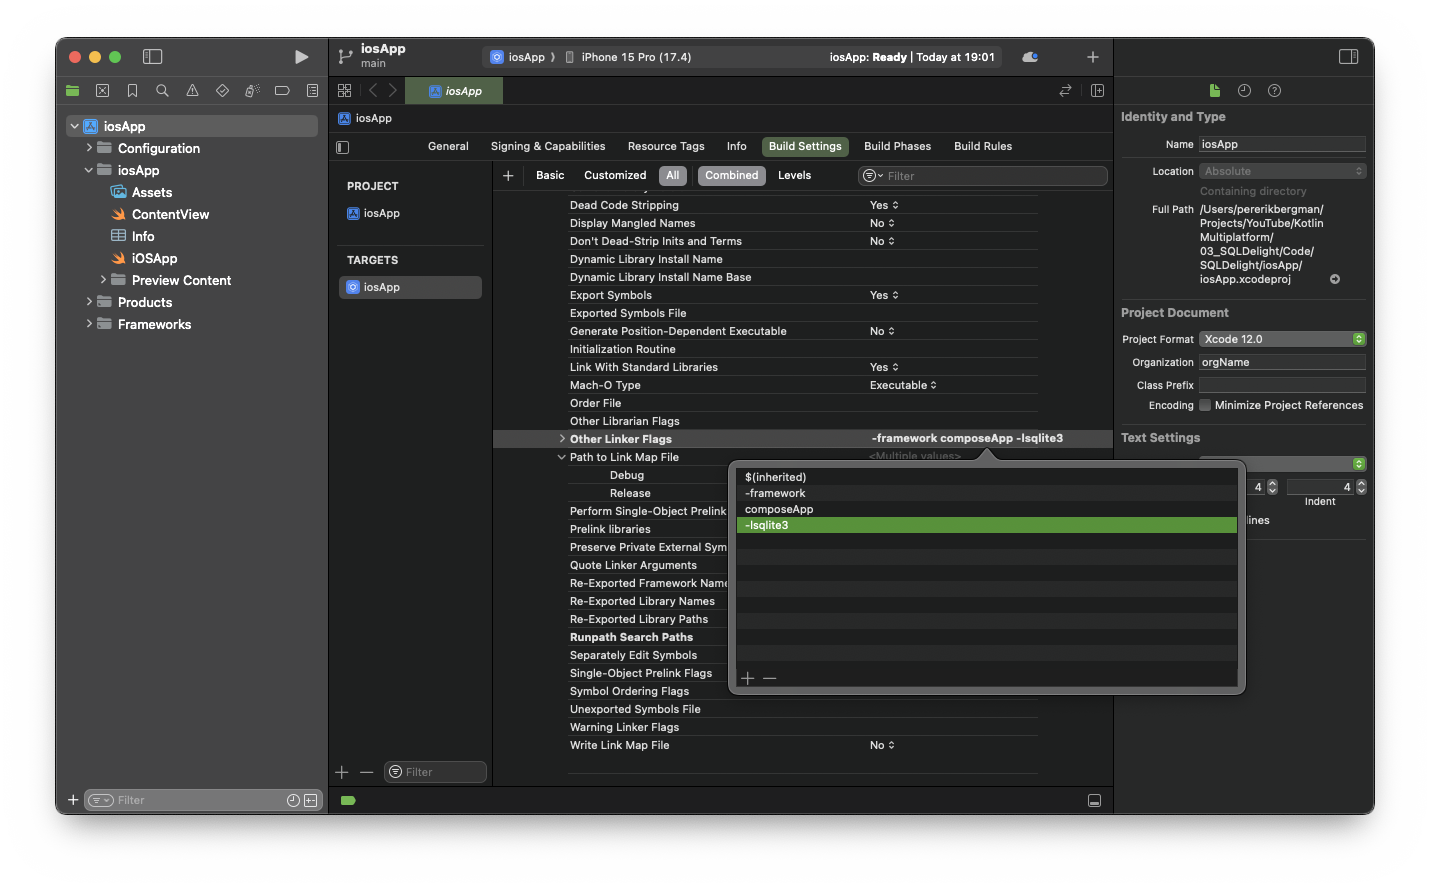 iosApp
main
iosApp
iPhone 15 Pro (17.4)
iosApp: Ready | Today at 19:01
iosApp
iosApp
Configuration
iosApp
Assets
ContentView
Info
iOSApp
Preview Content
Products
Frameworks
Filter
iosApp
General
Signing & Capabilities
Resource Tags
Info
Build Settings
Build Phases
Build Rules
PROJECT
iosApp
TARGETS
iosApp
Filter
Basic
Customized
All
Combined
Levels
Filter
Dead Code Stripping Yes
Display Mangled Names No
Don't Dead-Strip Inits and Terms No
Dynamic Library Install Name
Dynamic Library Install Name Base
Export Symbols Yes
Exported Symbols File
Generate Position-Dependent Executable No
Initialization Routine
Link With Standard Libraries Yes
Mach-O Type Executable
Order File
Other Librarian Flags
Other Linker Flags -framework composeApp -lsqlite3
Path to Link Map File <Multiple values>
Debug
Release
Perform Single-Object Prelink
Prelink libraries
Preserve Private External Sym
Quote Linker Arguments
Re-Exported Framework Name
Re-Exported Library Names
Re-Exported Library Paths
Runpath Search Paths
Separately Edit Symbols
Single-Object Prelink Flags
Symbol Ordering Flags
Unexported Symbols File
Warning Linker Flags
Write Link Map File No
$(inherited)
-framework
composeApp
-lsqlite3
Identity and Type
Name iosApp
Location Absolute
Containing directory
Full Path /Users/pererikbergman/
Projects/YouTube/Kotlin
Multiplatform/
03_SQLDelight/Code/
SQLDelight/iosApp/
iosApp.xcodeproj
Project Document
Project Format Xcode 12.0
Organization orgName
Class Prefix
Encoding Minimize Project References
Text Settings
4 4
Indent
lines